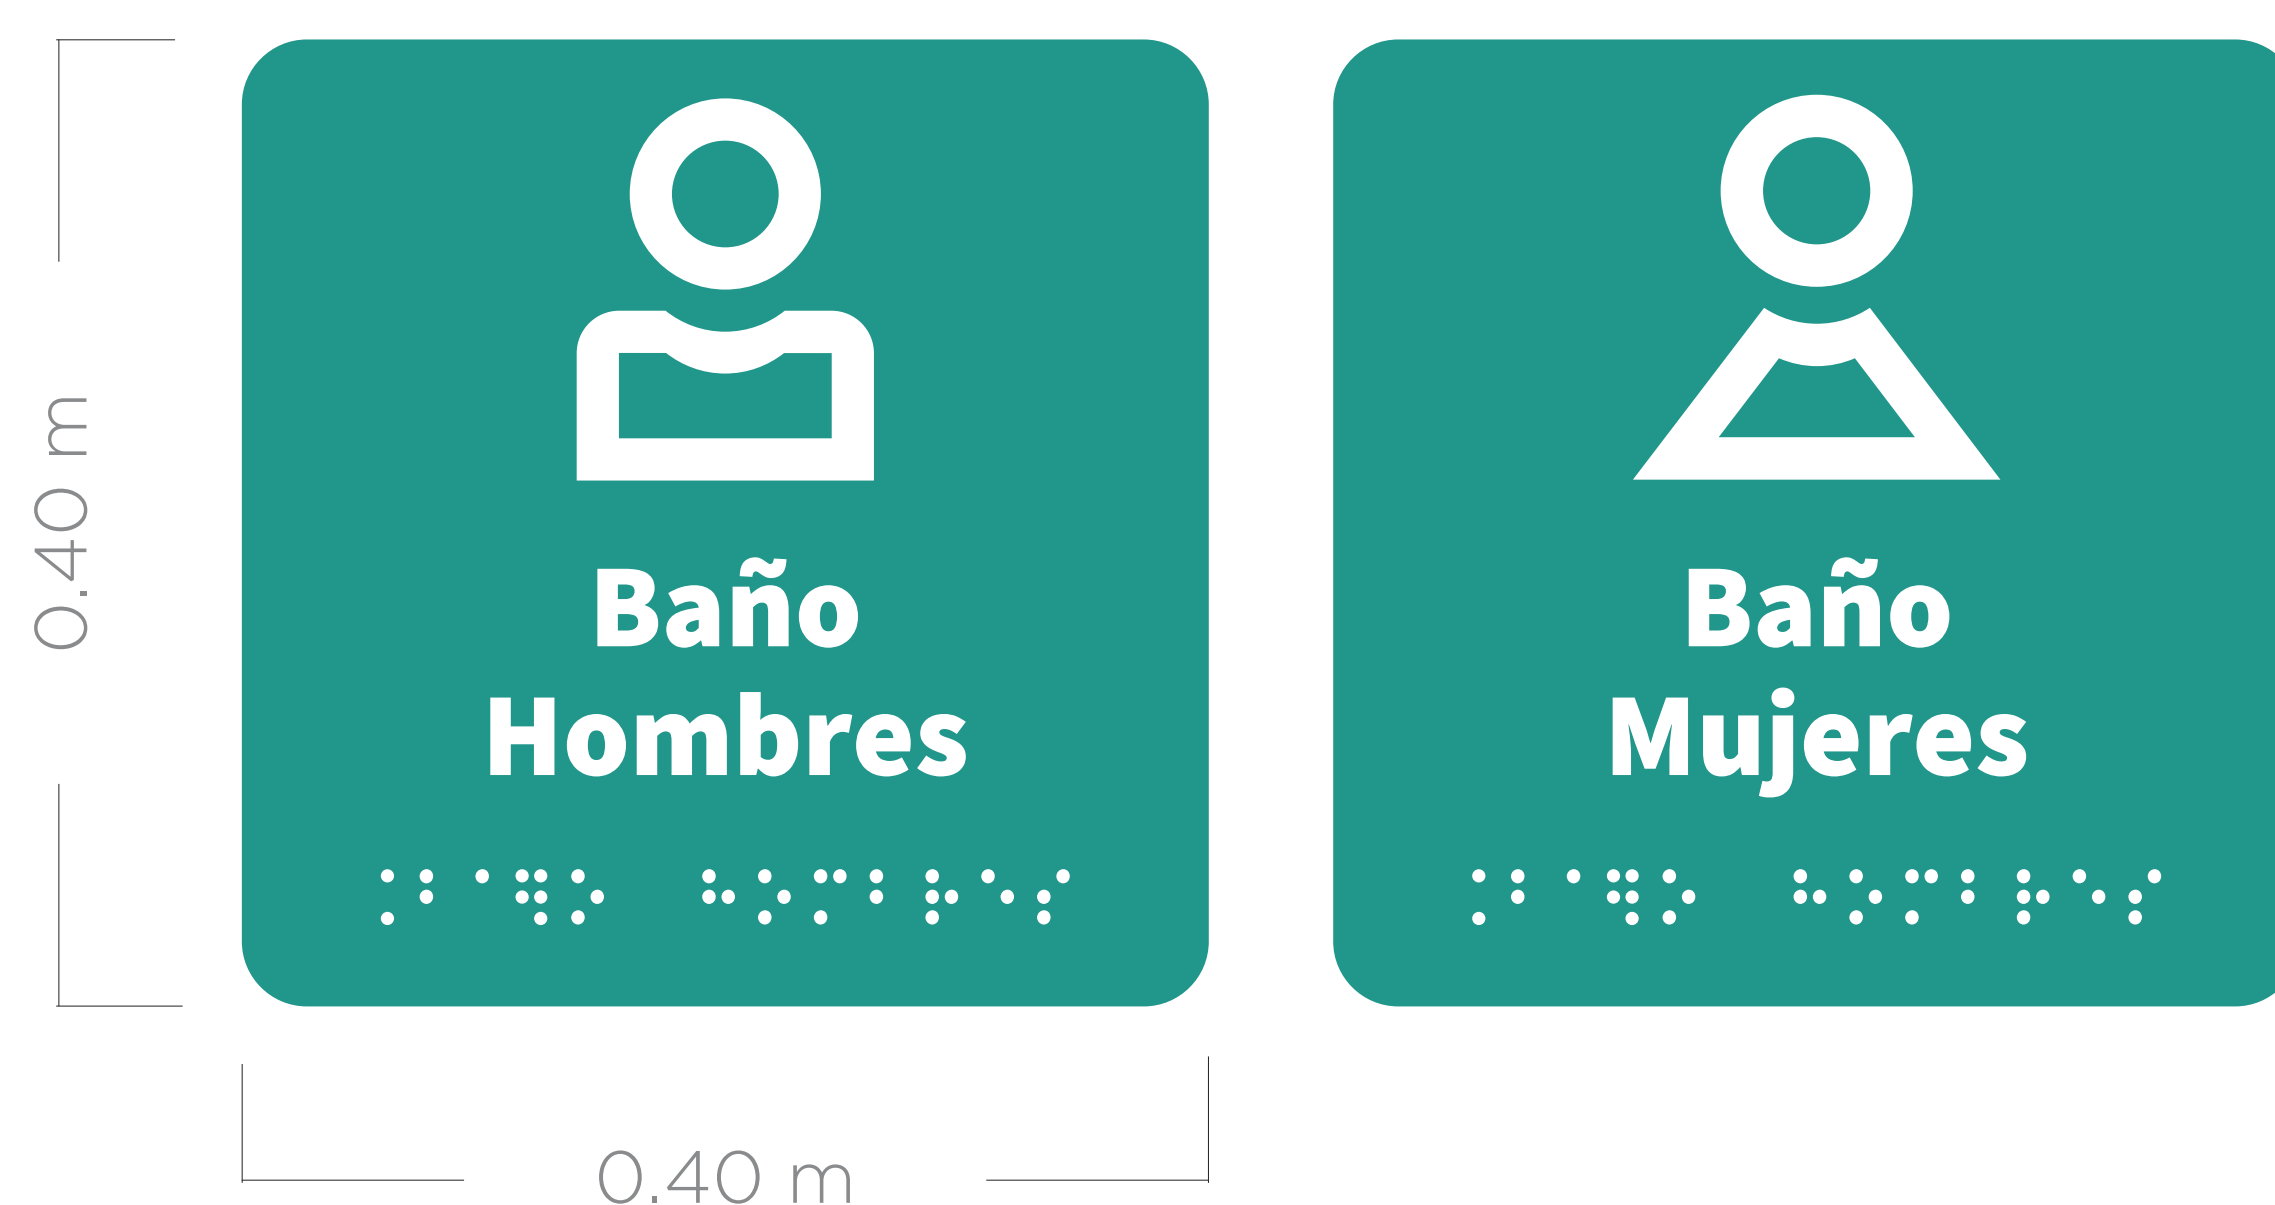 0.40 m
Baño
Hombres
⠅⠃⠁⠻⠕ ⠓⠕⠍⠃⠗⠑⠎
Baño
Mujeres
⠅⠃⠁⠻⠕ ⠓⠕⠍⠃⠗⠑⠎
0.40 m